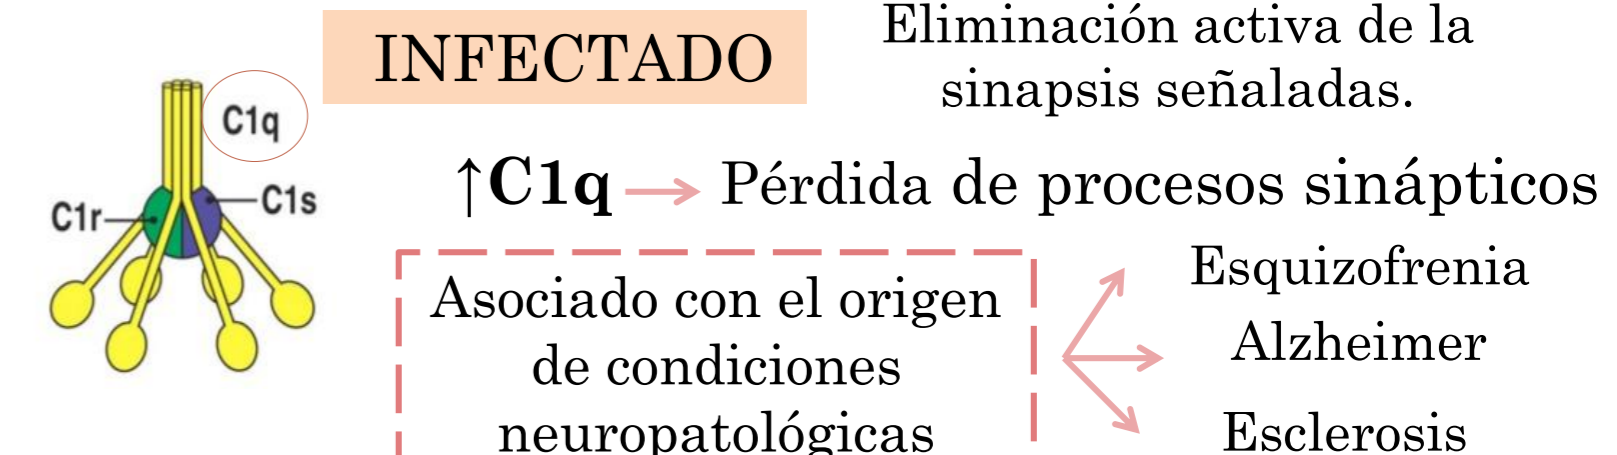 INFECTADO
Eliminación activa de la
sinapsis señaladas.
C1q
C1s
C1r
↑C1q → Pérdida de procesos sinápticos
Asociado con el origen
de condiciones
neuropatológicas
Esquizofrenia
Alzheimer
Esclerosis